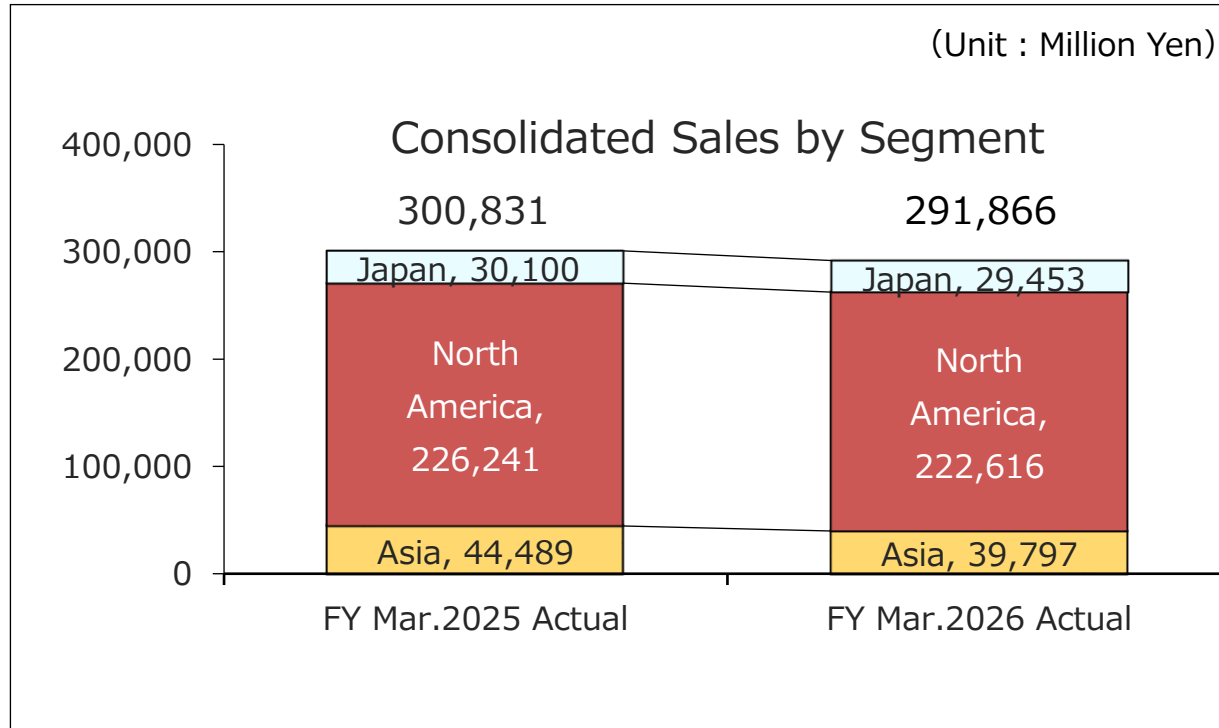 (Unit : Million Yen)
Consolidated Sales by Segment
400,000
300,000
200,000
100,000
0
300,831
291,866
Japan, 30,100
Japan, 29,453
North
America,
226,241
North
America,
222,616
Asia, 44,489
Asia, 39,797
FY Mar.2025 Actual
FY Mar.2026 Actual